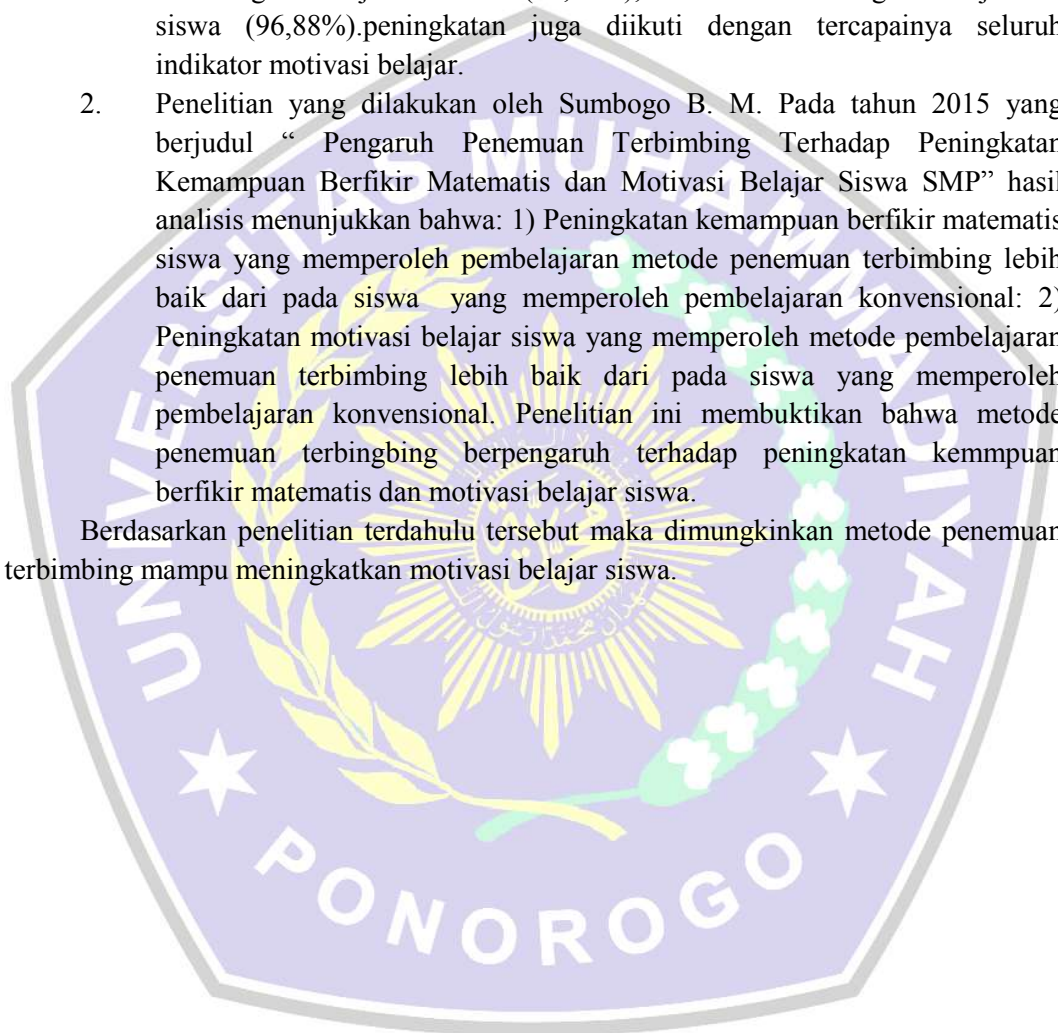 siswa (96,88%).peningkatan juga diikuti dengan tercapainya seluruh
indikator motivasi belajar.
2. Penelitian yang dilakukan oleh Sumbogo B. M. Pada tahun 2015 yang
berjudul “ Pengaruh Penemuan Terbimbing Terhadap Peningkatan
Kemampuan Berfikir Matematis dan Motivasi Belajar Siswa SMP” hasil
analisis menunjukkan bahwa: 1) Peningkatan kemampuan berfikir matematis
siswa yang memperoleh pembelajaran metode penemuan terbimbing lebih
baik dari pada siswa yang memperoleh pembelajaran konvensional: 2)
Peningkatan motivasi belajar siswa yang memperoleh metode pembelajaran
penemuan terbimbing lebih baik dari pada siswa yang memperoleh
pembelajaran konvensional. Penelitian ini membuktikan bahwa metode
penemuan terbingbing berpengaruh terhadap peningkatan kemmpuan
berfikir matematis dan motivasi belajar siswa.
Berdasarkan penelitian terdahulu tersebut maka dimungkinkan metode penemuan
terbimbing mampu meningkatkan motivasi belajar siswa.
UNIVERSITAS MUHAMMADIYAH
PONOROGO